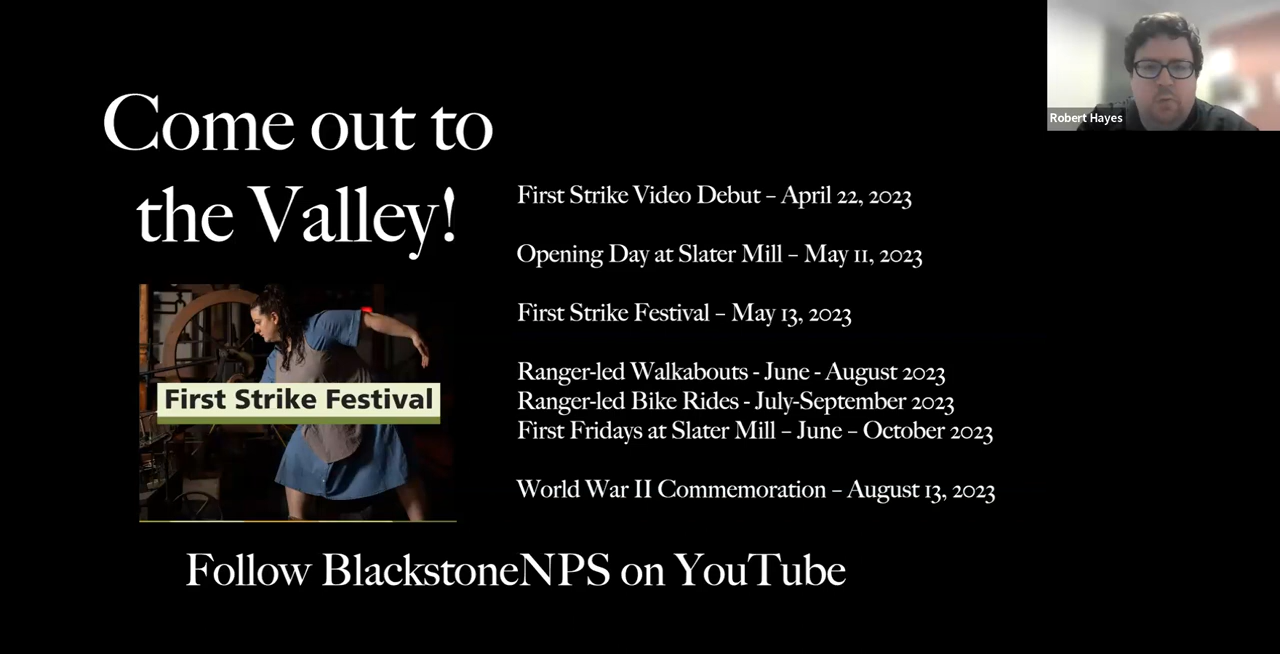 Come out to
the Valley!
First Strike Video Debut – April 22, 2023
Opening Day at Slater Mill – May 11, 2023
First Strike Festival – May 13, 2023
Ranger-led Walkabouts - June - August 2023
Ranger-led Bike Rides - July-September 2023
First Fridays at Slater Mill – June – October 2023
World War II Commemoration – August 13, 2023
First Strike Festival
Follow BlackstoneNPS on YouTube
Robert Hayes